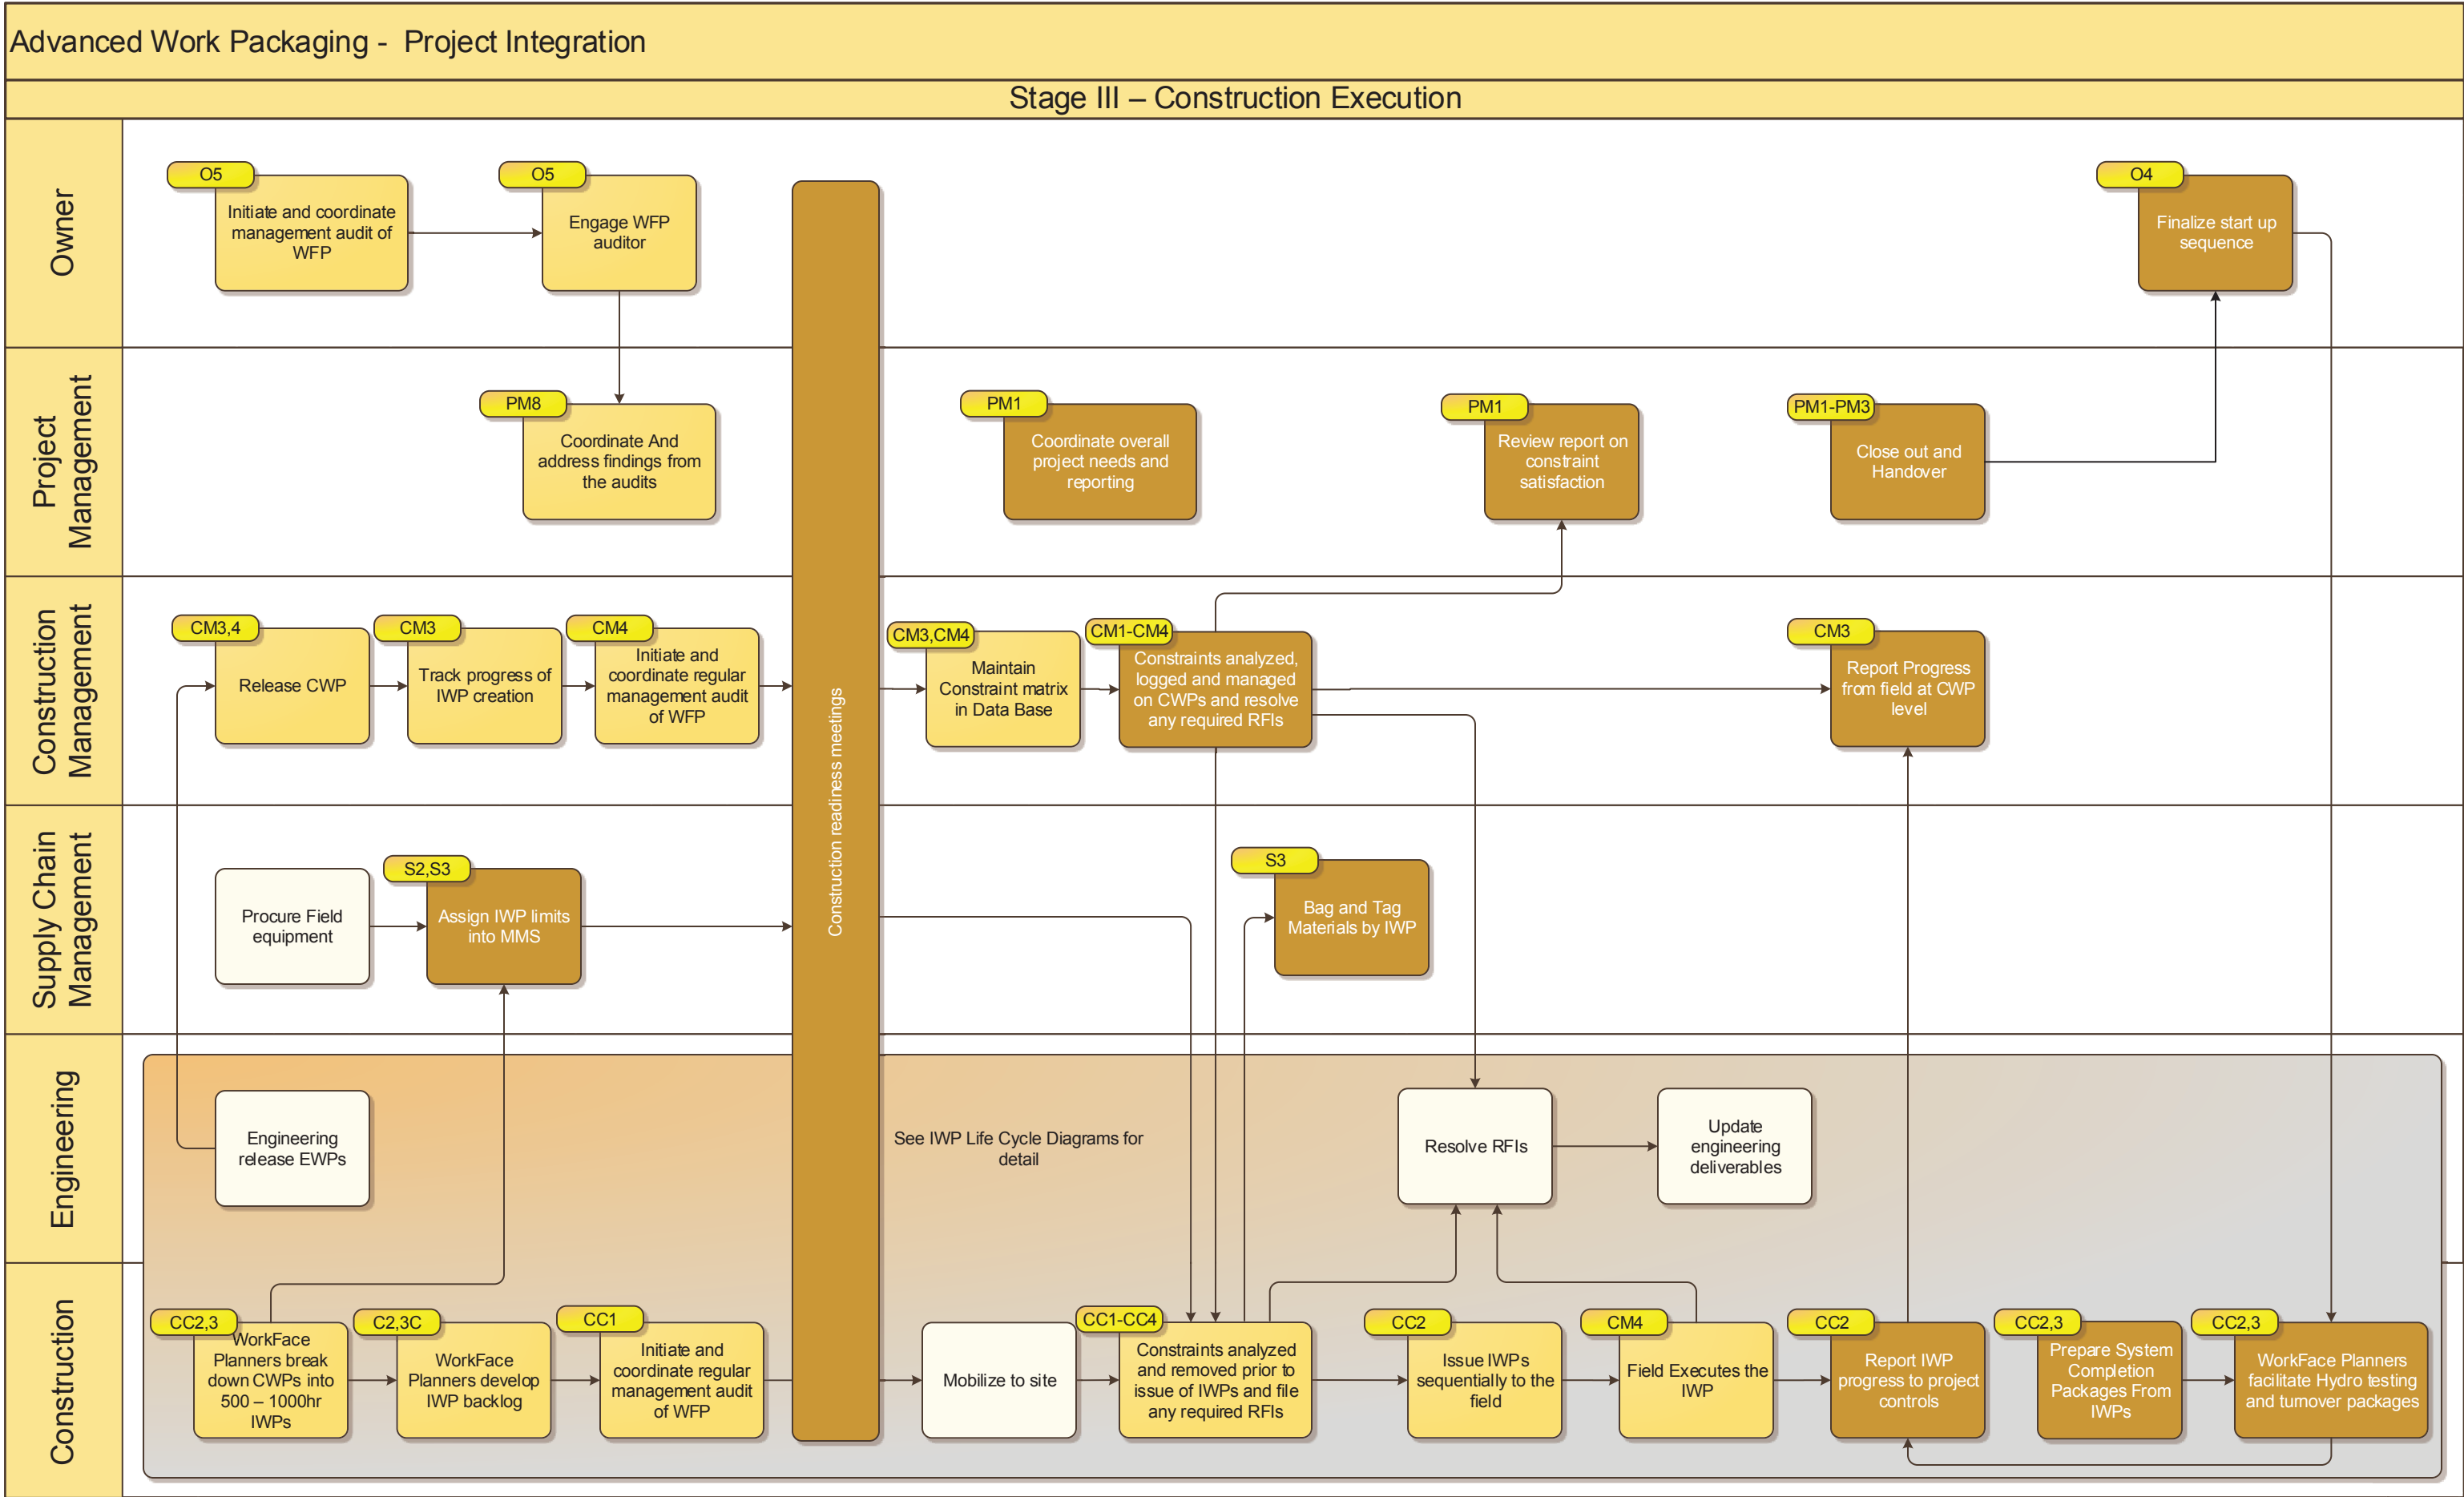 Advanced Work Packaging -  Project Integration
Stage III – Construction Execution
Owner
O5
Initiate and coordinate
management audit of
WFP
O5
Engage WFP
auditor
O4
Finalize start up
sequence
Project
Management
PM8
Coordinate And
address findings from
the audits
PM1
Coordinate overall
project needs and
reporting
PM1
Review report on
constraint
satisfaction
PM1-PM3
Close out and
Handover
Construction
Management
CM3,4
Release CWP
CM3
Track progress of
IWP creation
CM4
Initiate and
coordinate regular
management audit
of WFP
Construction readiness meetings
CM3,CM4
Maintain
Constraint matrix
in Data Base
CM1-CM4
Constraints analyzed,
logged and managed
on CWPs and resolve
any required RFIs
CM3
Report Progress
from field at CWP
level
Supply Chain
Management
Procure Field
equipment
S2,S3
Assign IWP limits
into MMS
S3
Bag and Tag
Materials by IWP
Engineering
Engineering
release EWPs
See IWP Life Cycle Diagrams for
detail
Resolve RFIs
Update
engineering
deliverables
Construction
CC2,3
WorkFace
Planners break
down CWPs into
500 – 1000hr
IWPs
C2,3C
WorkFace
Planners develop
IWP backlog
CC1
Initiate and
coordinate regular
management audit
of WFP
Mobilize to site
CC1-CC4
Constraints analyzed
and removed prior to
issue of IWPs and file
any required RFIs
CC2
Issue IWPs
sequentially to the
field
CM4
Field Executes the
IWP
CC2
Report IWP
progress to project
controls
CC2,3
Prepare System
Completion
Packages From
IWPs
CC2,3
WorkFace Planners
facilitate Hydro testing
and turnover packages